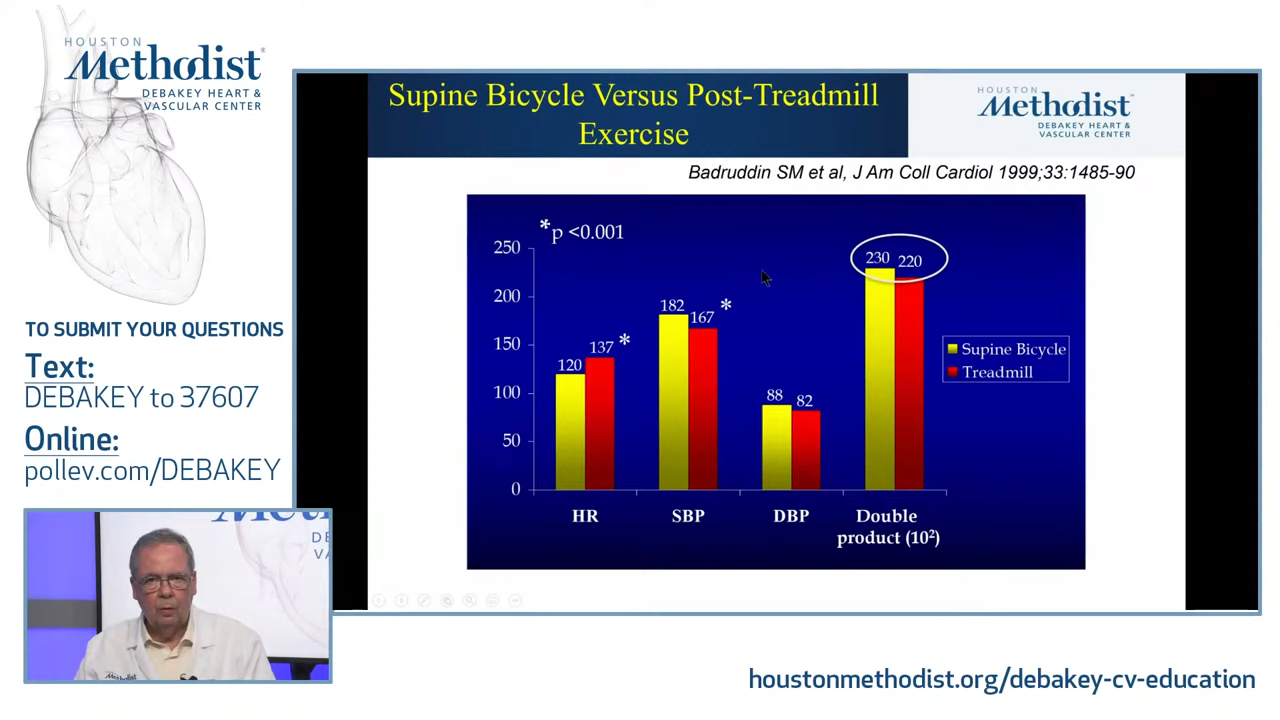 HOUSTON
Methodist®
DEBAKEY HEART &
VASCULAR CENTER
TO SUBMIT YOUR QUESTIONS
Text:
DEBAKEY to 37607
Online:
pollev.com/DEBAKEY
Supine Bicycle Versus Post-Treadmill
Exercise
HOUSTON
Methodist
DEBAKEY HEART &
VASCULAR CENTER
Badruddin SM et al, J Am Coll Cardiol 1999;33:1485-90
*p <0.001
250
200
150
100
50
0
120
137 *
182
167 *
88
82
230
220
HR
SBP
DBP
Double
product (10²)
Supine Bicycle
Treadmill
houstonmethodist.org/debakey-cv-education